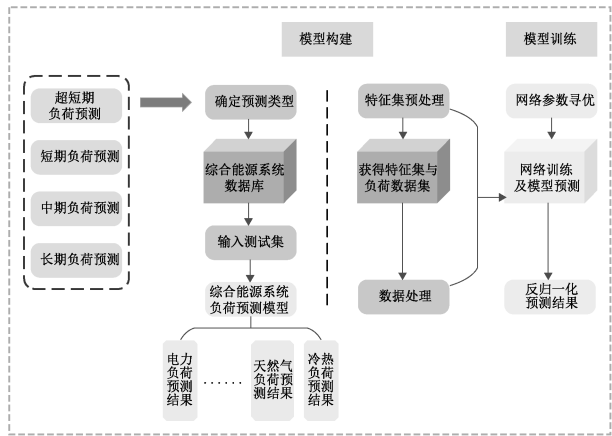 模型构建
模型训练
超短期
负荷预测
短期负荷预测
中期负荷预测
长期负荷预测
确定预测类型
综合能源系统
数据库
输入测试集
综合能源系统
负荷预测模型
电力
负荷
预测
结果
......
天然气
负荷预
测结果
冷热
负荷
预测
结果
特征集预处理
获得特征集与
负荷数据集
数据处理
网络参数寻优
网络训练
及模型预测
反归一化
预测结果